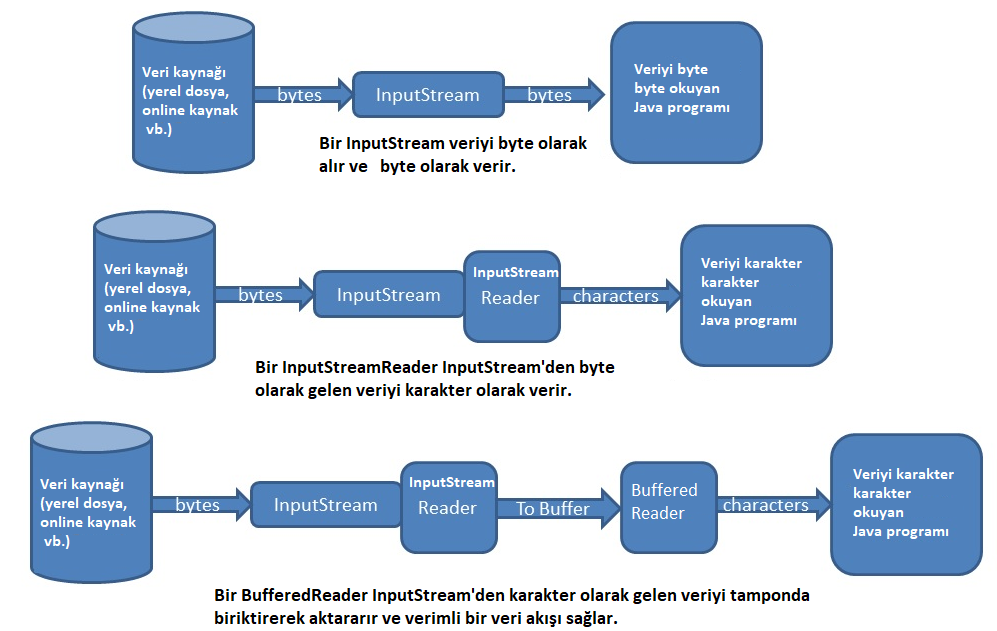 Veri kaynağı
(yerel dosya,
online kaynak
vb.)
bytes
InputStream
bytes
Veriyi byte
byte okuyan
Java programı
Bir InputStream veriyi byte olarak
alır ve byte olarak verir.
Veri kaynağı
(yerel dosya,
online kaynak
vb.)
bytes
InputStream
InputStream
Reader
characters
Veriyi karakter
karakter
okuyan
Java programı
Bir InputStreamReader InputStream'den byte
olarak gelen veriyi karakter olarak verir.
Veri kaynağı
(yerel dosya,
online kaynak
vb.)
bytes
InputStream
InputStream
Reader
To Buffer
Buffered
Reader
characters
Veriyi karakter
karakter
okuyan
Java programı
Bir BufferedReader InputStream'den karakter olarak gelen veriyi tamponda
biriktirerek aktararır ve verimli bir veri akışı sağlar.